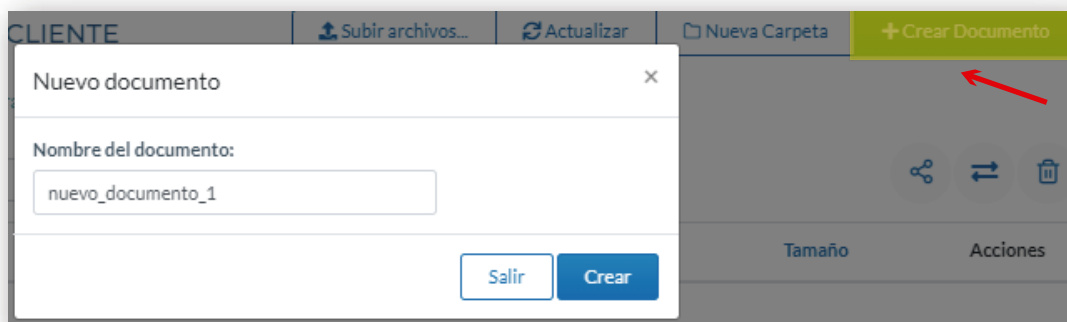 CLIENTE
Subir archivos...
Actualizar
Nueva Carpeta
+ Crear Documento
Nuevo documento
×
Nombre del documento:
nuevo_documento_1
Salir
Crear
Tamaño
Acciones